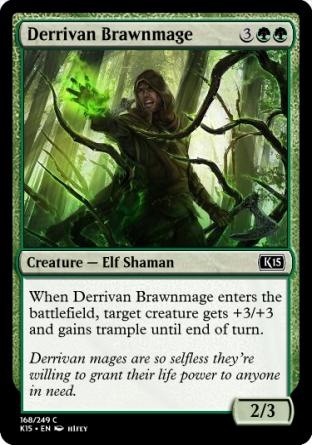 Derrivan Brawnmage 3
Creature — Elf Shaman K15
When Derrivan Brawnmage enters the
battlefield, target creature gets +3/+3
and gains trample until end of turn.
Derrivan mages are so selfless they're
willing to grant their life power to anyone
in need.
2/3
168/249 C
K15 • EN